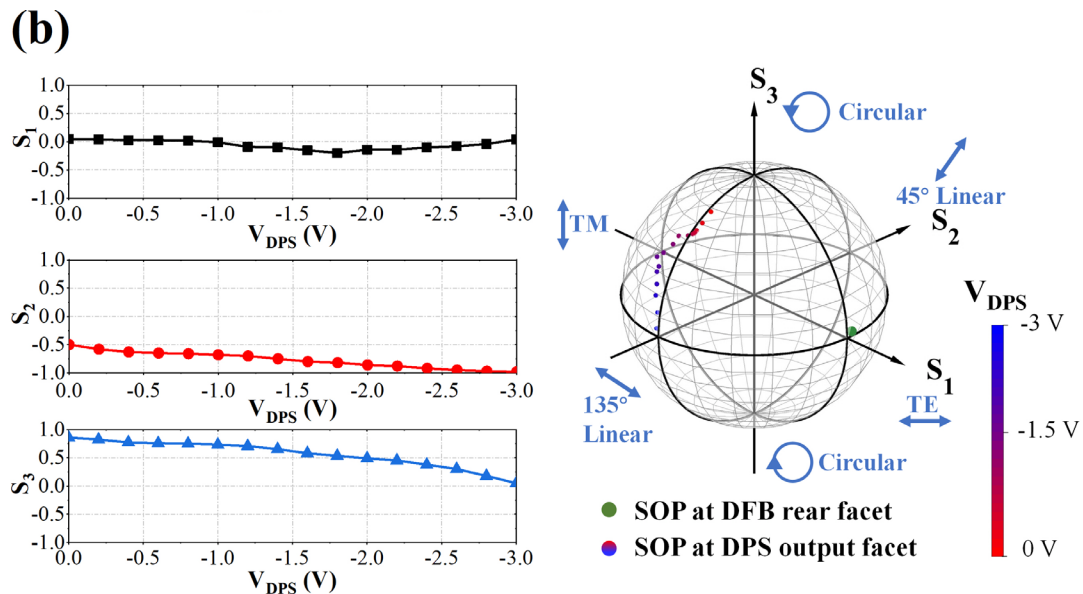 (b)
1.0
0.5
0.0
-0.5
-1.0
S1
0.0 -0.5 -1.0 -1.5 -2.0 -2.5 -3.0
VDPS (V)
1.0
0.5
0.0
-0.5
-1.0
S2
0.0 -0.5 -1.0 -1.5 -2.0 -2.5 -3.0
VDPS (V)
1.0
0.5
0.0
0.5
1.0
S3
0.0 -0.5 -1.0 -1.5 -2.0 -2.5 -3.0
VDPS (V)
S3
Circular
45° Linear
S2
TM
S1
TE
135°
Linear
Circular
VDPS
-3 V
-1.5 V
0 V
SOP at DFB rear facet
SOP at DPS output facet